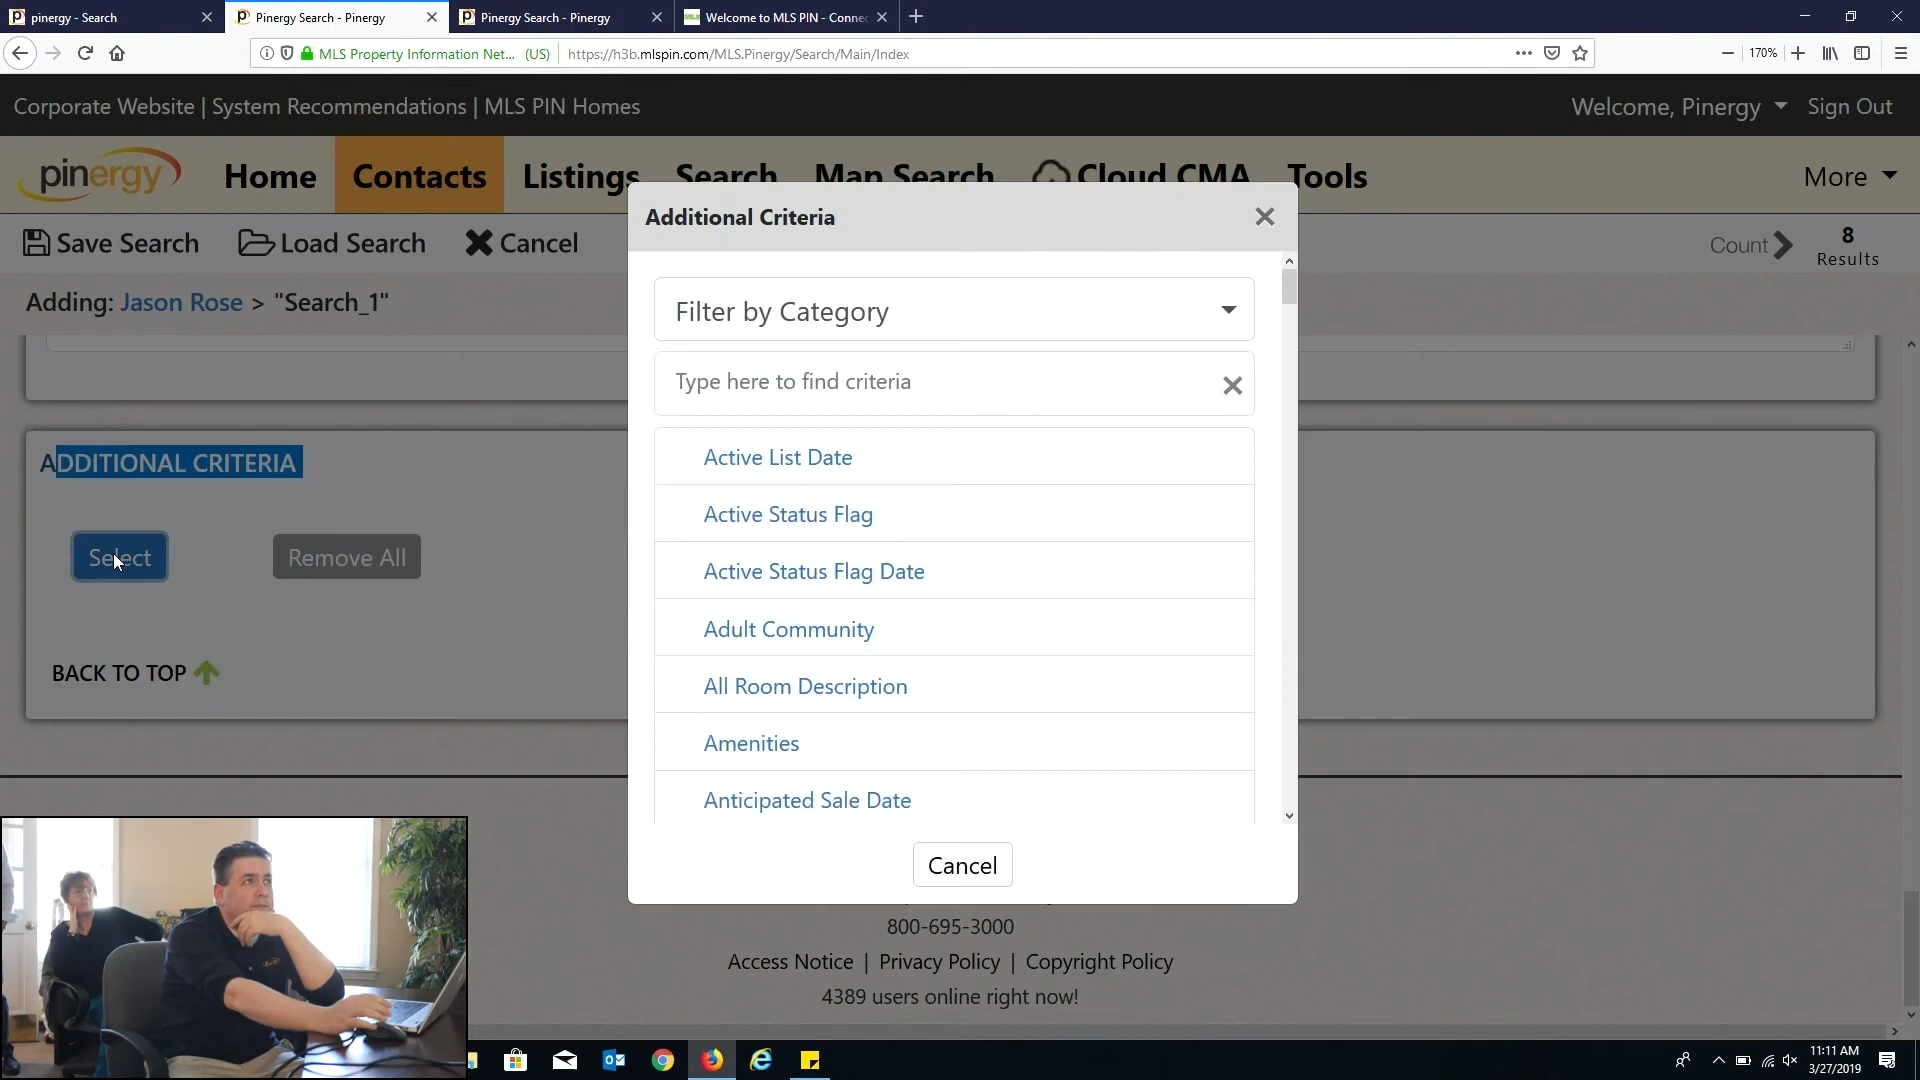 pinergy - Search
Pinergy Search - Pinergy
pinergy Search - Pinergy
Welcome to MLS PIN - Connec
MLS Property Information Net... (US)
https://h3b.mlspin.com/MLS.Pinergy/Search/Main/Index
170%
Corporate Website | System Recommendations | MLS PIN Homes
Welcome, Pinergy
Sign Out
pinergy
Home
Contacts
Listings
Search
Map Search
Cloud CMA
Tools
More
Save Search
Load Search
Cancel
Count
8
Results
Adding: Jason Rose > "Search_1"
ADDITIONAL CRITERIA
Select
Remove All
BACK TO TOP
Additional Criteria
Filter by Category
Type here to find criteria
Active List Date
Active Status Flag
Active Status Flag Date
Adult Community
All Room Description
Amenities
Anticipated Sale Date
Cancel
800-695-3000
Access Notice | Privacy Policy | Copyright Policy
4389 users online right now!
11:11 AM
3/27/2019